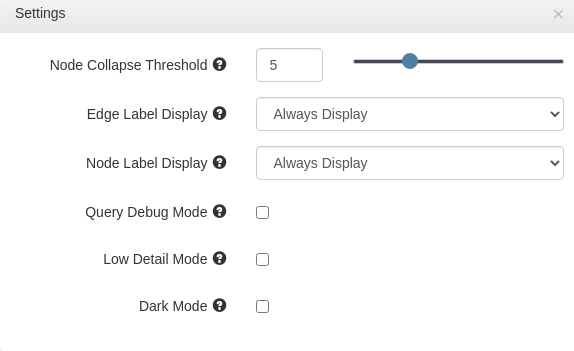 Settings ×
Node Collapse Threshold ? 5
Edge Label Display ? Always Display
Node Label Display ? Always Display
Query Debug Mode ?
Low Detail Mode ?
Dark Mode ?